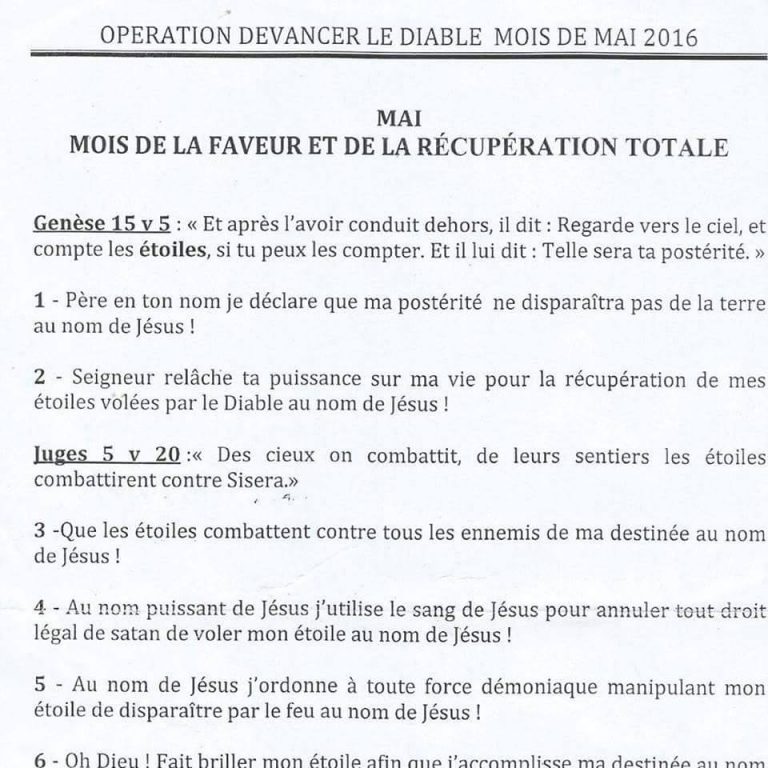 OPERATION DEVANCER LE DIABLE MOIS DE MAI 2016
MAI
MOIS DE LA FAVEUR ET DE LA RÉCUPÉRATION TOTALE
Genèse 15 v 5 : « Et après l’avoir conduit dehors, il dit : Regarde vers le ciel, et
compte les étoiles, si tu peux les compter. Et il lui dit : Telle sera ta postérité. »
1 - Père en ton nom je déclare que ma postérité ne disparaîtra pas de la terre
au nom de Jésus !
2 - Seigneur relâche ta puissance sur ma vie pour la récupération de mes
étoiles volées par le Diable au nom de Jésus !
Juges 5 v 20 :« Des cieux on combattit, de leurs sentiers les étoiles
combattirent contre Sisera.»
3 -Que les étoiles combattent contre tous les ennemis de ma destinée au nom
de Jésus !
4 - Au nom puissant de Jésus j’utilise le sang de Jésus pour annuler tout droit
légal de satan de voler mon étoile au nom de Jésus !
5 - Au nom de Jésus j’ordonne à toute force démoniaque manipulant mon
étoile de disparaître par le feu au nom de Jésus !
6 - Oh Dieu ! Fait briller mon étoile afin que j’accomplisse ma destinée au nom